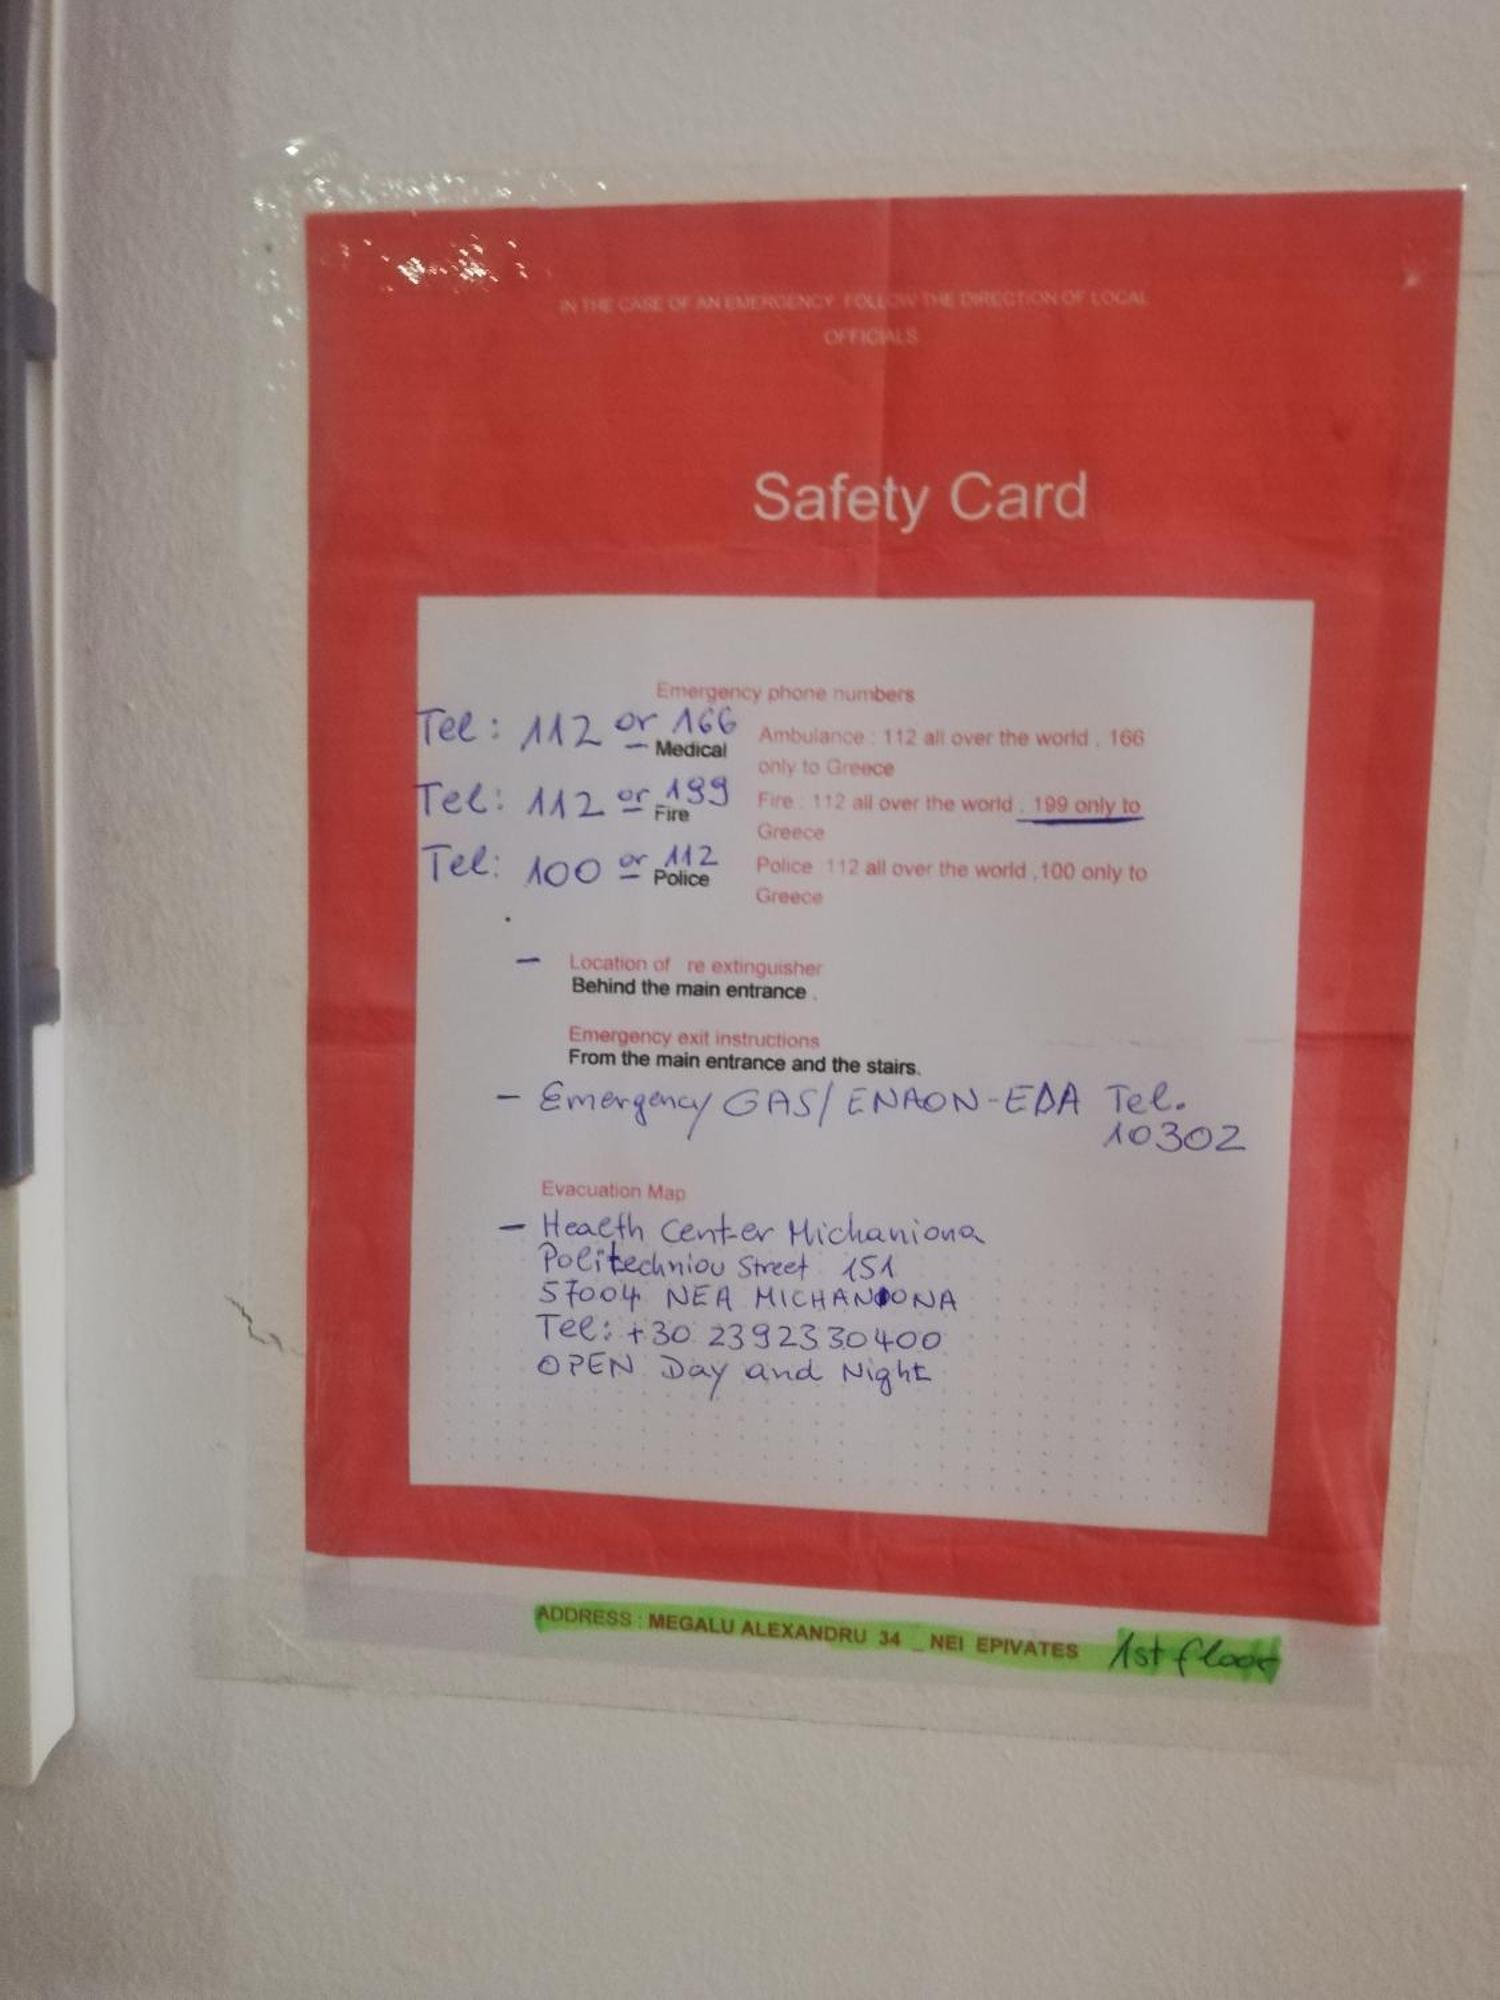 IN THE CASE OF AN EMERGENCY FOLLOW THE DIRECTION OF LOCAL
OFFICIALS
Safety Card
Emergency phone numbers
Tel: 112 or 166
Medical
Ambulance : 112 all over the world , 166
only to Greece
Tel: 112 or 199
Fire
Fire : 112 all over the world , 199 only to
Greece
Tel: 100 or 112
Police
Police 112 all over the world ,100 only to
Greece
- Location of re extinguisher
Behind the main entrance .
Emergency exit instructions
From the main entrance and the stairs.
- Emergency GAS/ ENAON-EDA Tel.
10302
Evacuation Map
- Health Center Michaniona
Politechniou Street 151
57004 NEA MICHANIONA
Tel: +30 2392330400
OPEN Day and Night
ADDRESS : MEGALU ALEXANDRU 34 _ NEI EPIVATES 1st floor